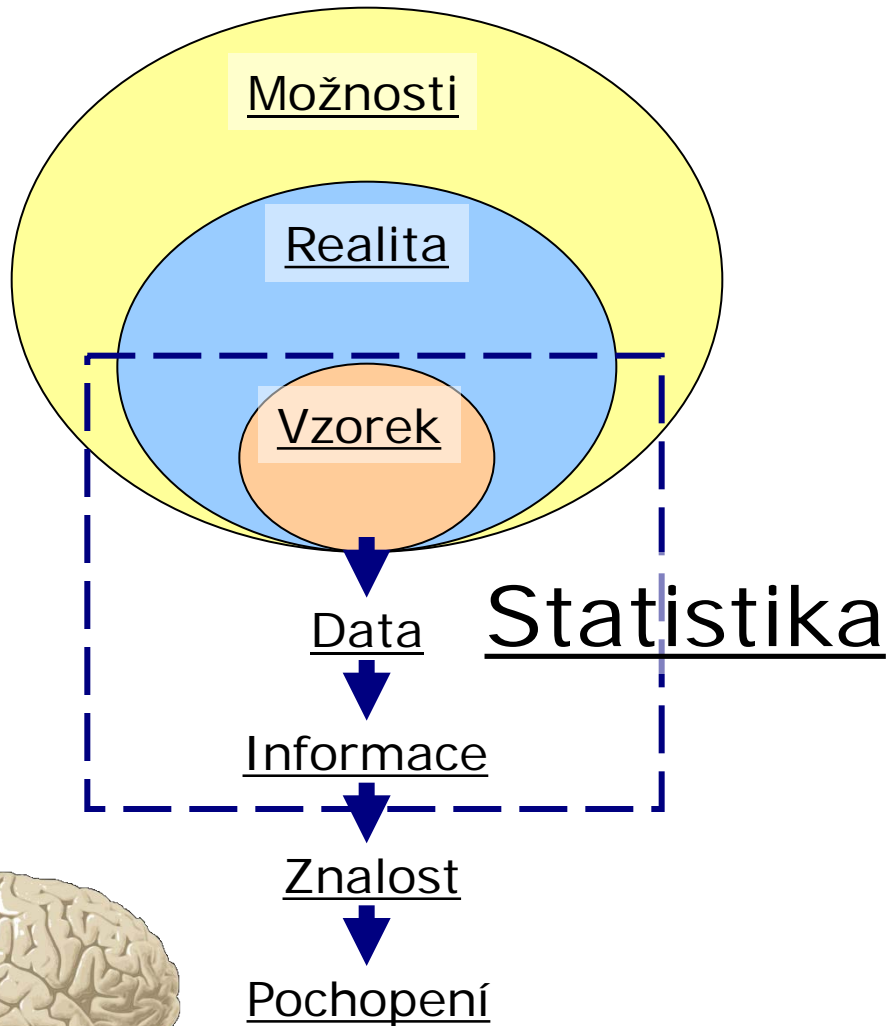 Možnosti
Realita
Vzorek
Data
Statistika
Informace
Znalost
Pochopení